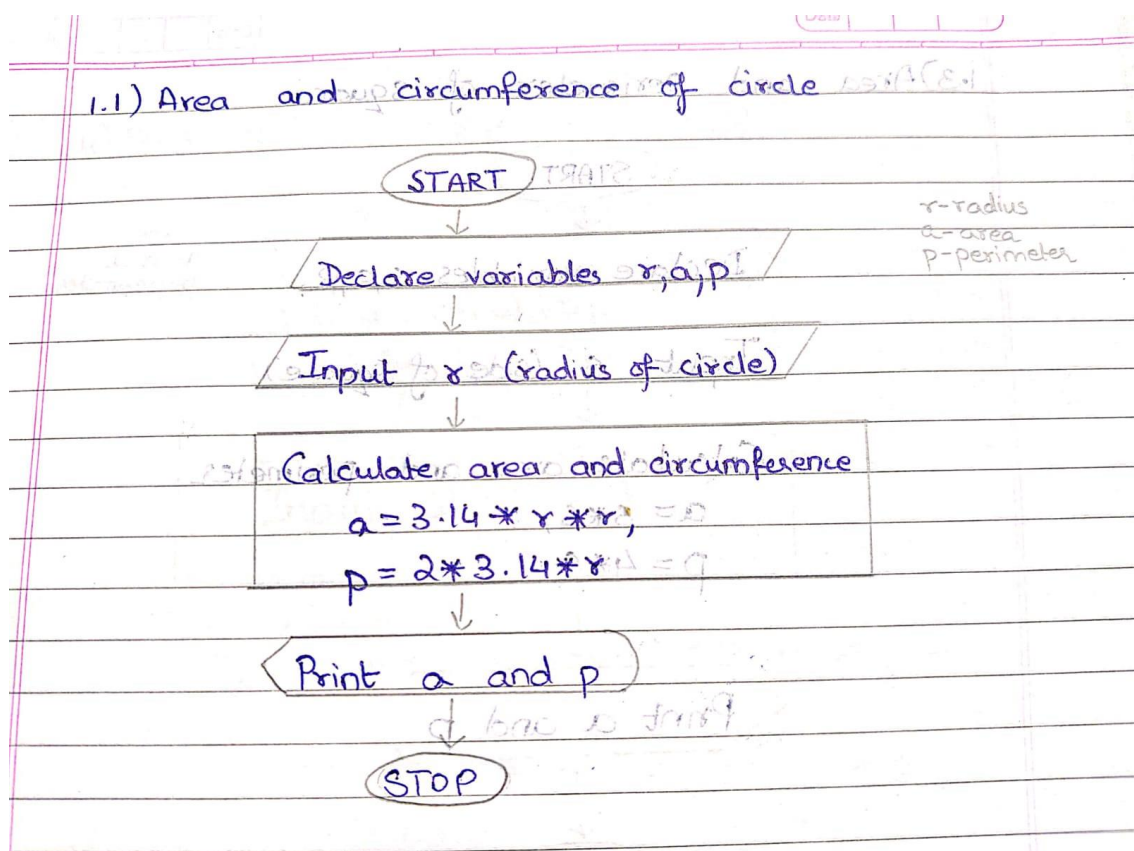 Date
1.1) Area and circumference of circle
START
r-radius
a-area
p-perimeter
Declare variables r,a,p
Input r (radius of circle)
Calculate area and circumference
a = 3.14 * r * r;
p = 2 * 3.14 * r
Print a and p
STOP